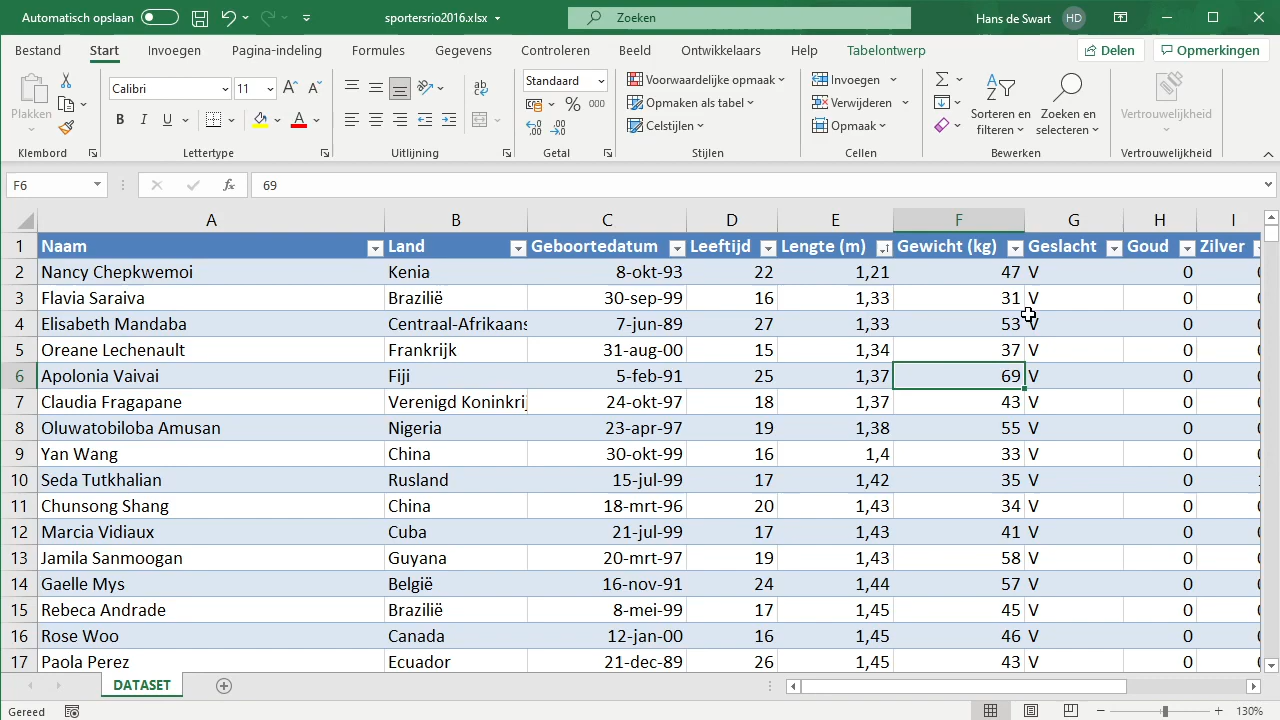 Automatisch opslaan sportersrio2016.xlsx Zoeken Hans de Swart HD
Bestand Start Invoegen Pagina-indeling Formules Gegevens Controleren Beeld Ontwikkelaars Help Tabelontwerp Delen Opmerkingen
Plakken Calibri 11 Standaard Voorwaardelijke opmaak Invoegen Sorteren en filteren Zoeken en selecteren Vertrouwelijkheid
Opmaken als tabel Verwijderen
B I U A % 000 Celstijlen Opmaak
Klembord Lettertype Uitlijning Getal Stijlen Cellen Bewerken Vertrouwelijkheid
F6 fx 69
A B C D E F G H I
1 Naam Land Geboortedatum Leeftijd Lengte (m) Gewicht (kg) Geslacht Goud Zilver
2 Nancy Chepkwemoi Kenia 8-okt-93 22 1,21 47 V 0
3 Flavia Saraiva Brazilië 30-sep-99 16 1,33 31 V 0
4 Elisabeth Mandaba Centraal-Afrikaans 7-jun-89 27 1,33 53 V 0
5 Oreane Lechenault Frankrijk 31-aug-00 15 1,34 37 V 0
6 Apolonia Vaivai Fiji 5-feb-91 25 1,37 69 V 0
7 Claudia Fragapane Verenigd Koninkrij 24-okt-97 18 1,37 43 V 0
8 Oluwatobiloba Amusan Nigeria 23-apr-97 19 1,38 55 V 0
9 Yan Wang China 30-okt-99 16 1,4 33 V 0
10 Seda Tutkhalian Rusland 15-jul-99 17 1,42 35 V 0
11 Chunsong Shang China 18-mrt-96 20 1,43 34 V 0
12 Marcia Vidiaux Cuba 21-jul-99 17 1,43 41 V 0
13 Jamila Sanmoogan Guyana 20-mrt-97 19 1,43 58 V 0
14 Gaelle Mys België 16-nov-91 24 1,44 57 V 0
15 Rebeca Andrade Brazilië 8-mei-99 17 1,45 45 V 0
16 Rose Woo Canada 12-jan-00 16 1,45 46 V 0
17 Paola Perez Ecuador 21-dec-89 26 1,45 43 V 0
DATASET
Gereed 130%